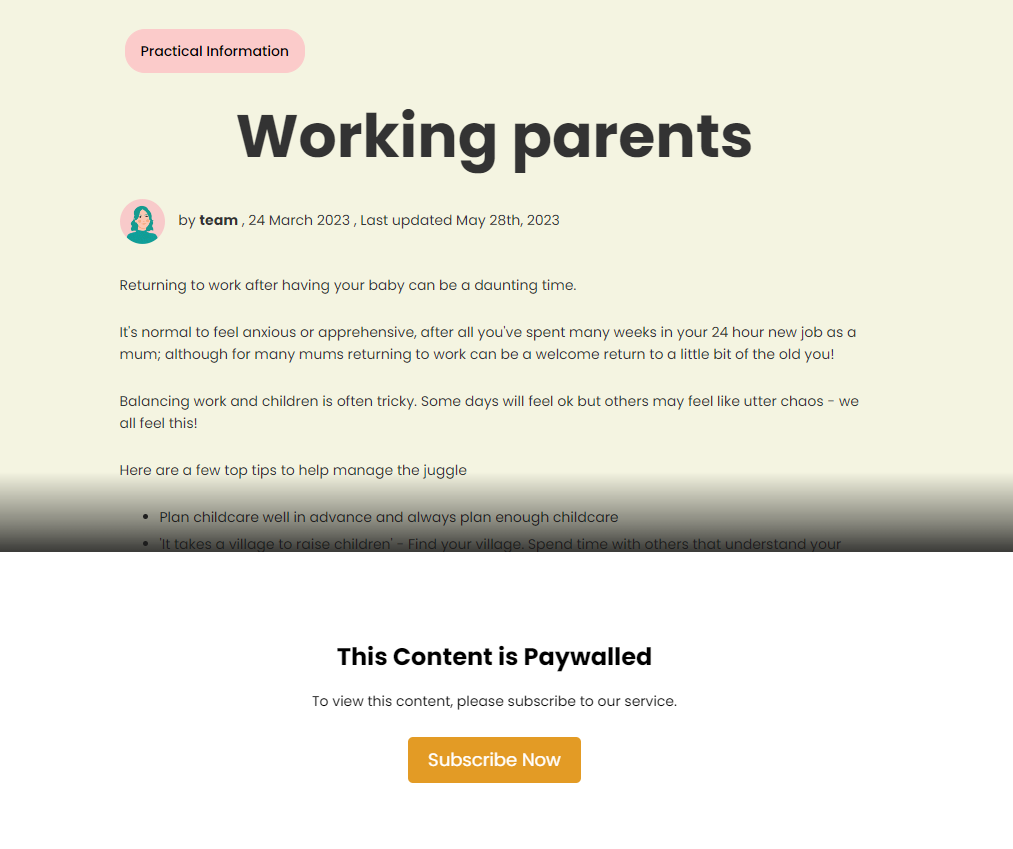 Practical Information
Working parents
by team , 24 March 2023 , Last updated May 28th, 2023
Returning to work after having your baby can be a daunting time.
It's normal to feel anxious or apprehensive, after all you've spent many weeks in your 24 hour new job as a
mum; although for many mums returning to work can be a welcome return to a little bit of the old you!
Balancing work and children is often tricky. Some days will feel ok but others may feel like utter chaos - we
all feel this!
Here are a few top tips to help manage the juggle
• Plan childcare well in advance and always plan enough childcare
• 'It takes a village to raise children' - Find your village. Spend time with others that understand your
This Content is Paywalled
To view this content, please subscribe to our service.
Subscribe Now